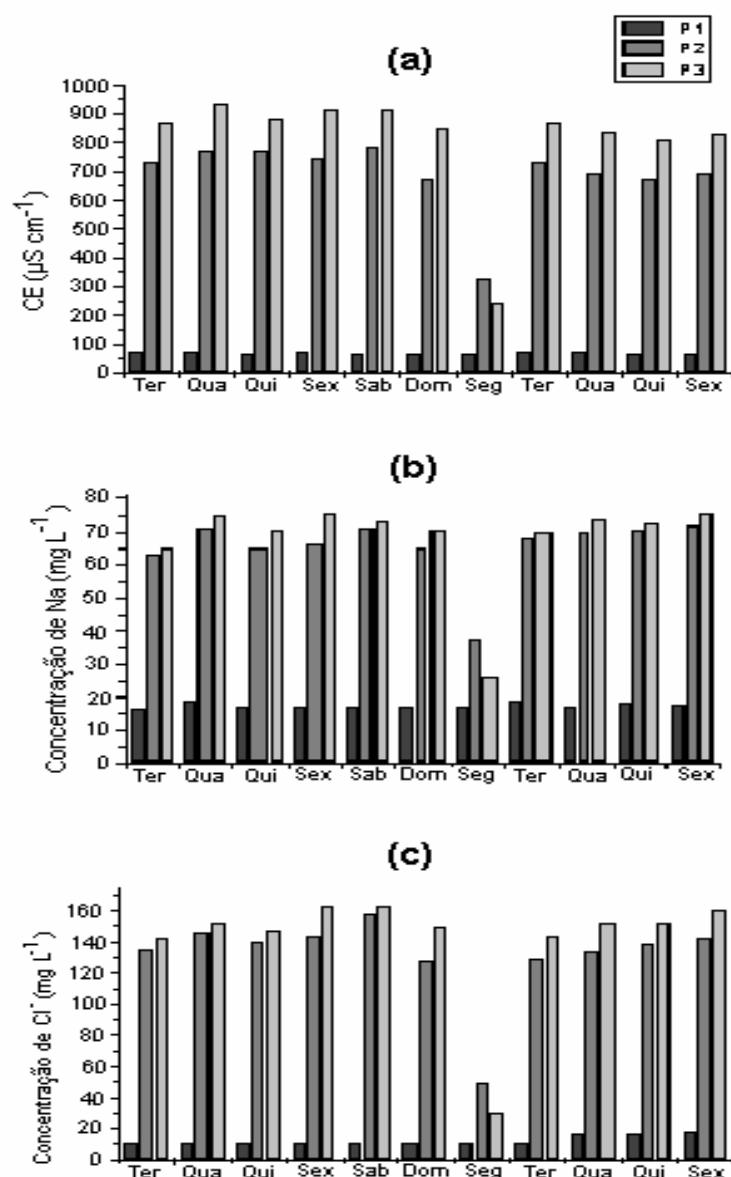 P1
P2
P3
(a)
1000
900
800
700
600
500
400
300
200
100
0
CE (µS cm⁻¹)
Ter Qua Qui Sex Sab Dom Seg Ter Qua Qui Sex
(b)
80
70
60
50
40
30
20
10
0
Concentração de Na (mg L⁻¹)
Ter Qua Qui Sex Sab Dom Seg Ter Qua Qui Sex
(c)
160
140
120
100
80
60
40
20
0
Concentração de Cl⁻ (mg L⁻¹)
Ter Qua Qui Sex Sab Dom Seg Ter Qua Qui Sex